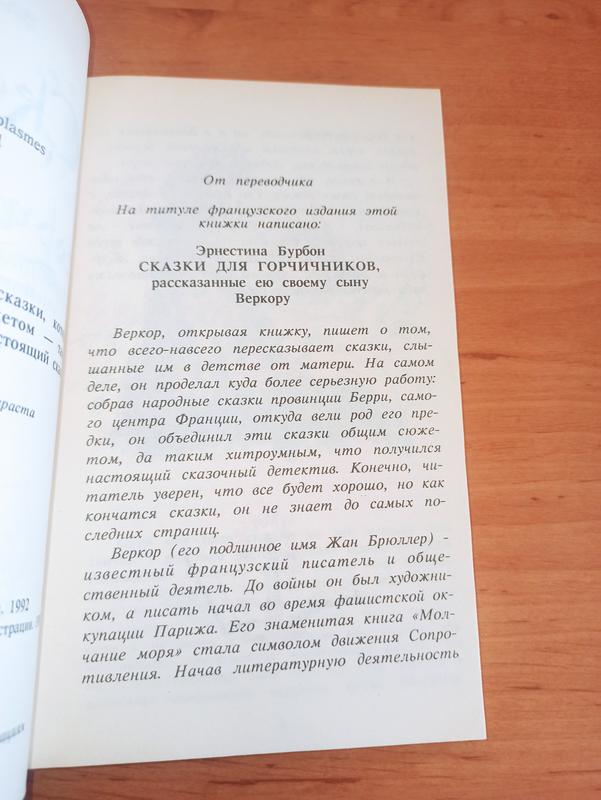 plasmes
сказки,
етом —
стоящий
раста
1992
От переводчика
На титуле французского издания этой
книжки написано:
Эрнестина Бурбон
СКАЗКИ ДЛЯ ГОРЧИЧНИКОВ,
рассказанные ею своему сыну
Веркору
Веркор, открывая книжку, пишет о том,
что всего-навсего пересказывает сказки, слы-
шанные им в детстве от матери. На самом
деле, он проделал куда более серьезную работу:
собрав народные сказки провинции Берри, само-
го центра Франции, откуда вели род его пре-
дки, он объединил эти сказки общим сюже-
том, да таким хитроумным, что получился
настоящий сказочный детектив. Конечно, чи-
татель уверен, что все будет хорошо, но как
кончатся сказки, он не знает до самых по-
следних страниц.
Веркор (его подлинное имя Жан Брюллер) -
известный французский писатель и обще-
ственный деятель. До войны он был художни-
ком, а писать начал во время фашистской ок-
купации Парижа. Его знаменитая книга «Мол-
чание моря» стала символом движения Сопро-
тивления. Начав литературную деятельность